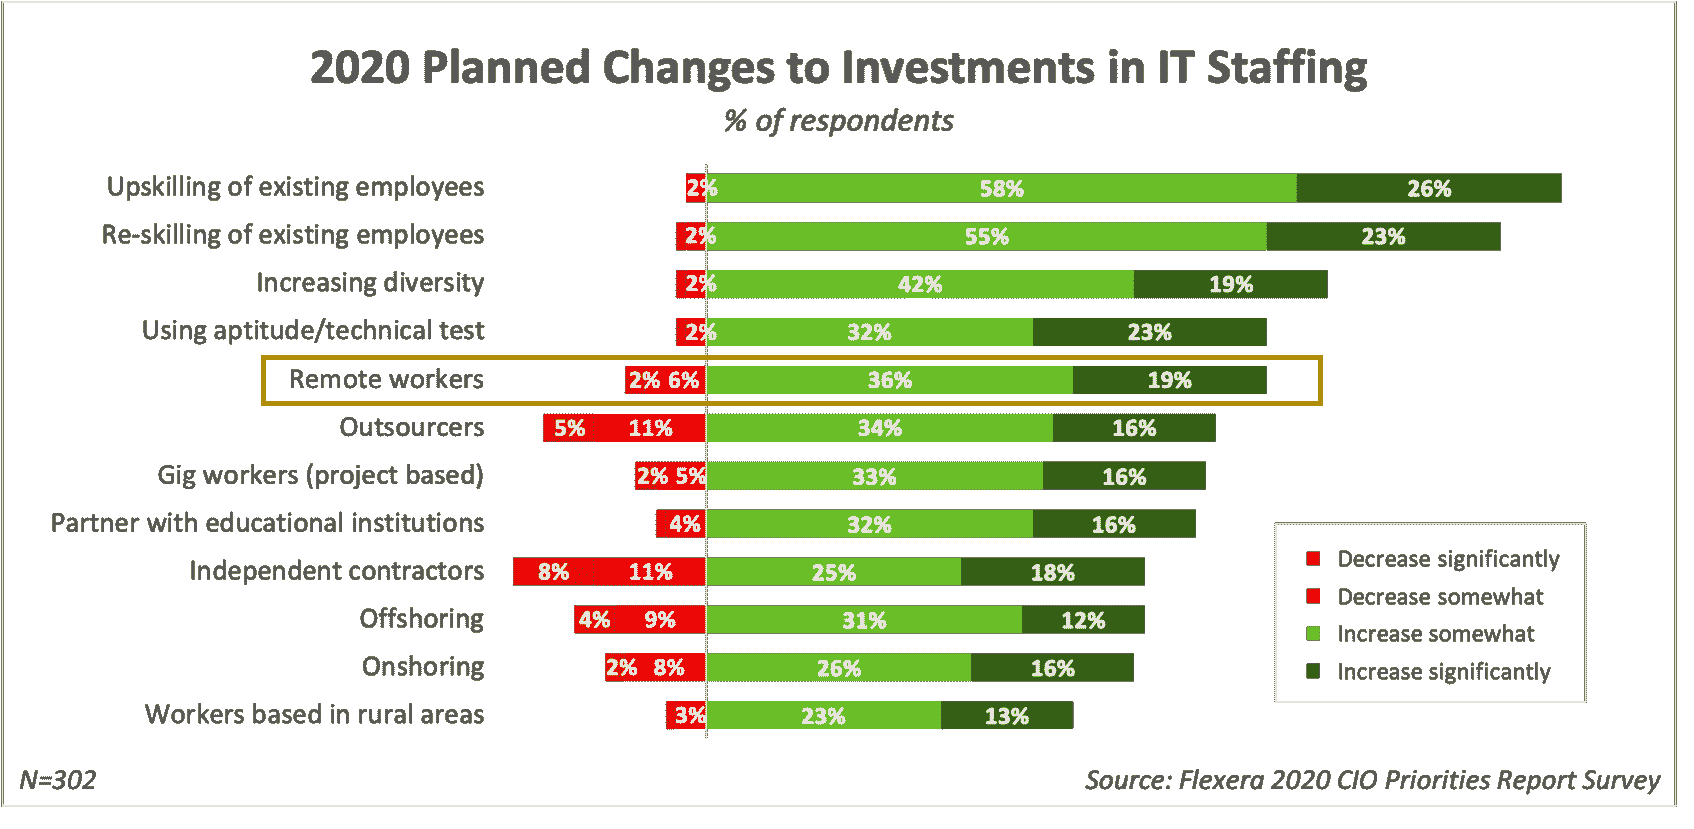 2020 Planned Changes to Investments in IT Staffing
% of respondents
Upskilling of existing employees 2% 58% 26%
Re-skilling of existing employees 2% 55% 23%
Increasing diversity 2% 42% 19%
Using aptitude/technical test 2% 32% 23%
Remote workers 2% 6% 36% 19%
Outsourcers 5% 11% 34% 16%
Gig workers (project based) 2% 5% 33% 16%
Partner with educational institutions 4% 32% 16%
Independent contractors 8% 11% 25% 18%
Offshoring 4% 9% 31% 12%
Onshoring 2% 8% 26% 16%
Workers based in rural areas 3% 23% 13%
Decrease significantly
Decrease somewhat
Increase somewhat
Increase significantly
N=302
Source: Flexera 2020 CIO Priorities Report Survey